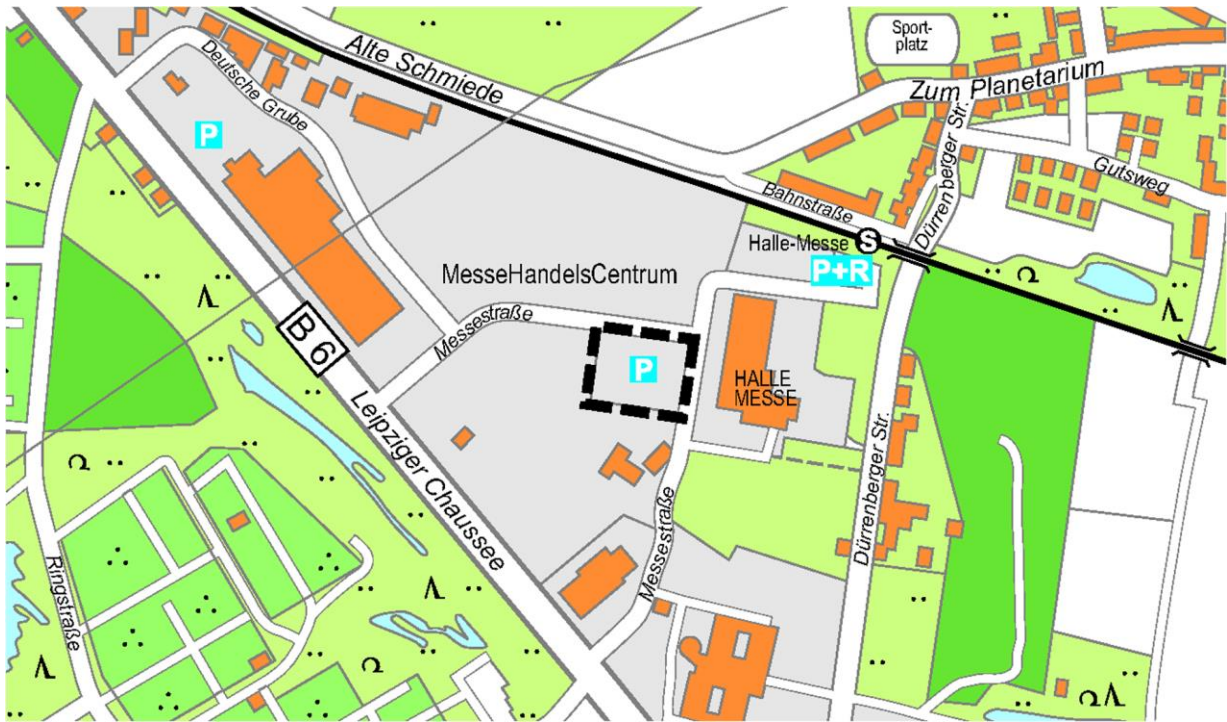 Alte Schmiede
Sport-
platz
Zum Planetarium
Deutsche Grube
P
Dürrenberger Str.
Gutsweg
Bahnstraße
Halle-Messe
S
P+R
MesseHandelsCentrum
Messestraße
B 6
P
HALLE
MESSE
Leipziger Chaussee
Dürrenberger Str.
Messestraße
Ringstraße